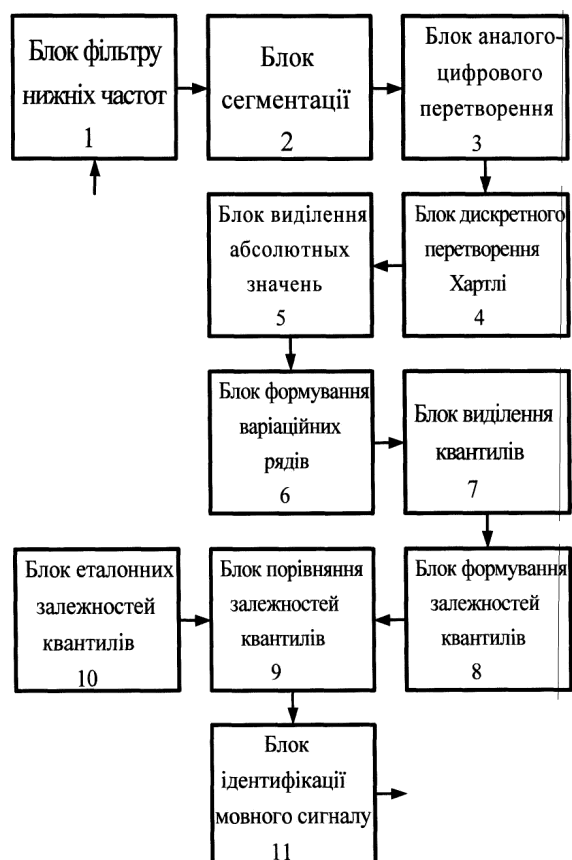 Блок фільтру
нижніх частот
1
Блок
сегментації
2
Блок аналого-
цифрового
перетворення
3
Блок дискретного
перетворення
Хартлі
4
Блок виділення
абсолютных
значень
5
Блок формування
варіаційних
рядів
6
Блок виділення
квантилів
7
Блок формування
залежностей
квантилів
8
Блок порівняння
залежностей
квантилів
9
Блок еталонних
залежностей
квантилів
10
Блок
ідентифікації
мовного сигналу
11